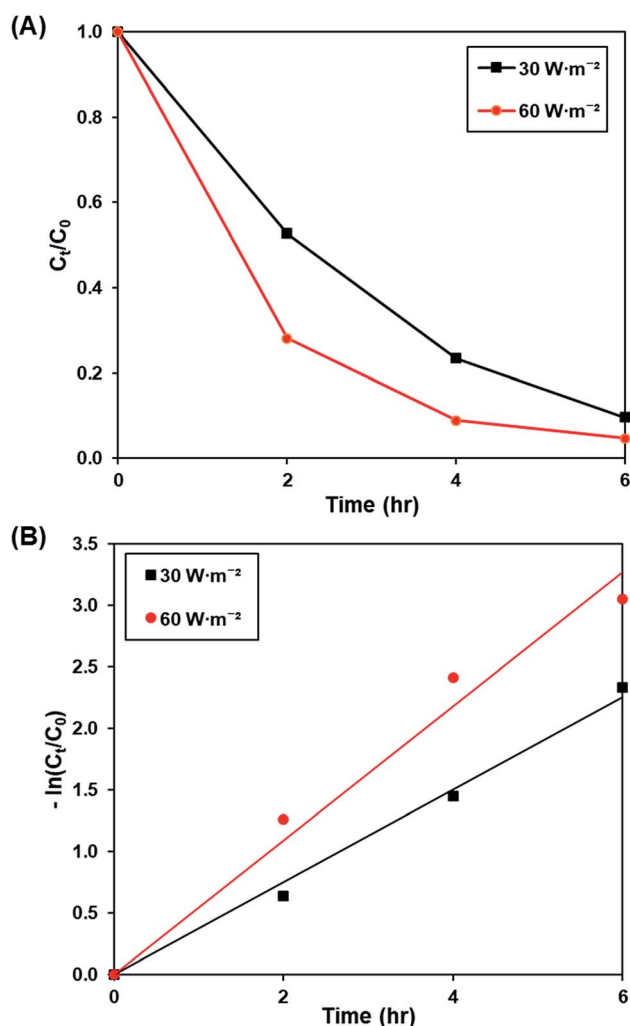 (A)
1.0
0.8
0.6
0.4
0.2
0.0
C₁/C₀
30 W·m⁻²
60 W·m⁻²
0 2 4 6
Time (hr)
(B)
3.5
3.0
2.5
2.0
1.5
1.0
0.5
0.0
- ln(Cₜ/C₀)
30 W·m⁻²
60 W·m⁻²
0 2 4 6
Time (hr)